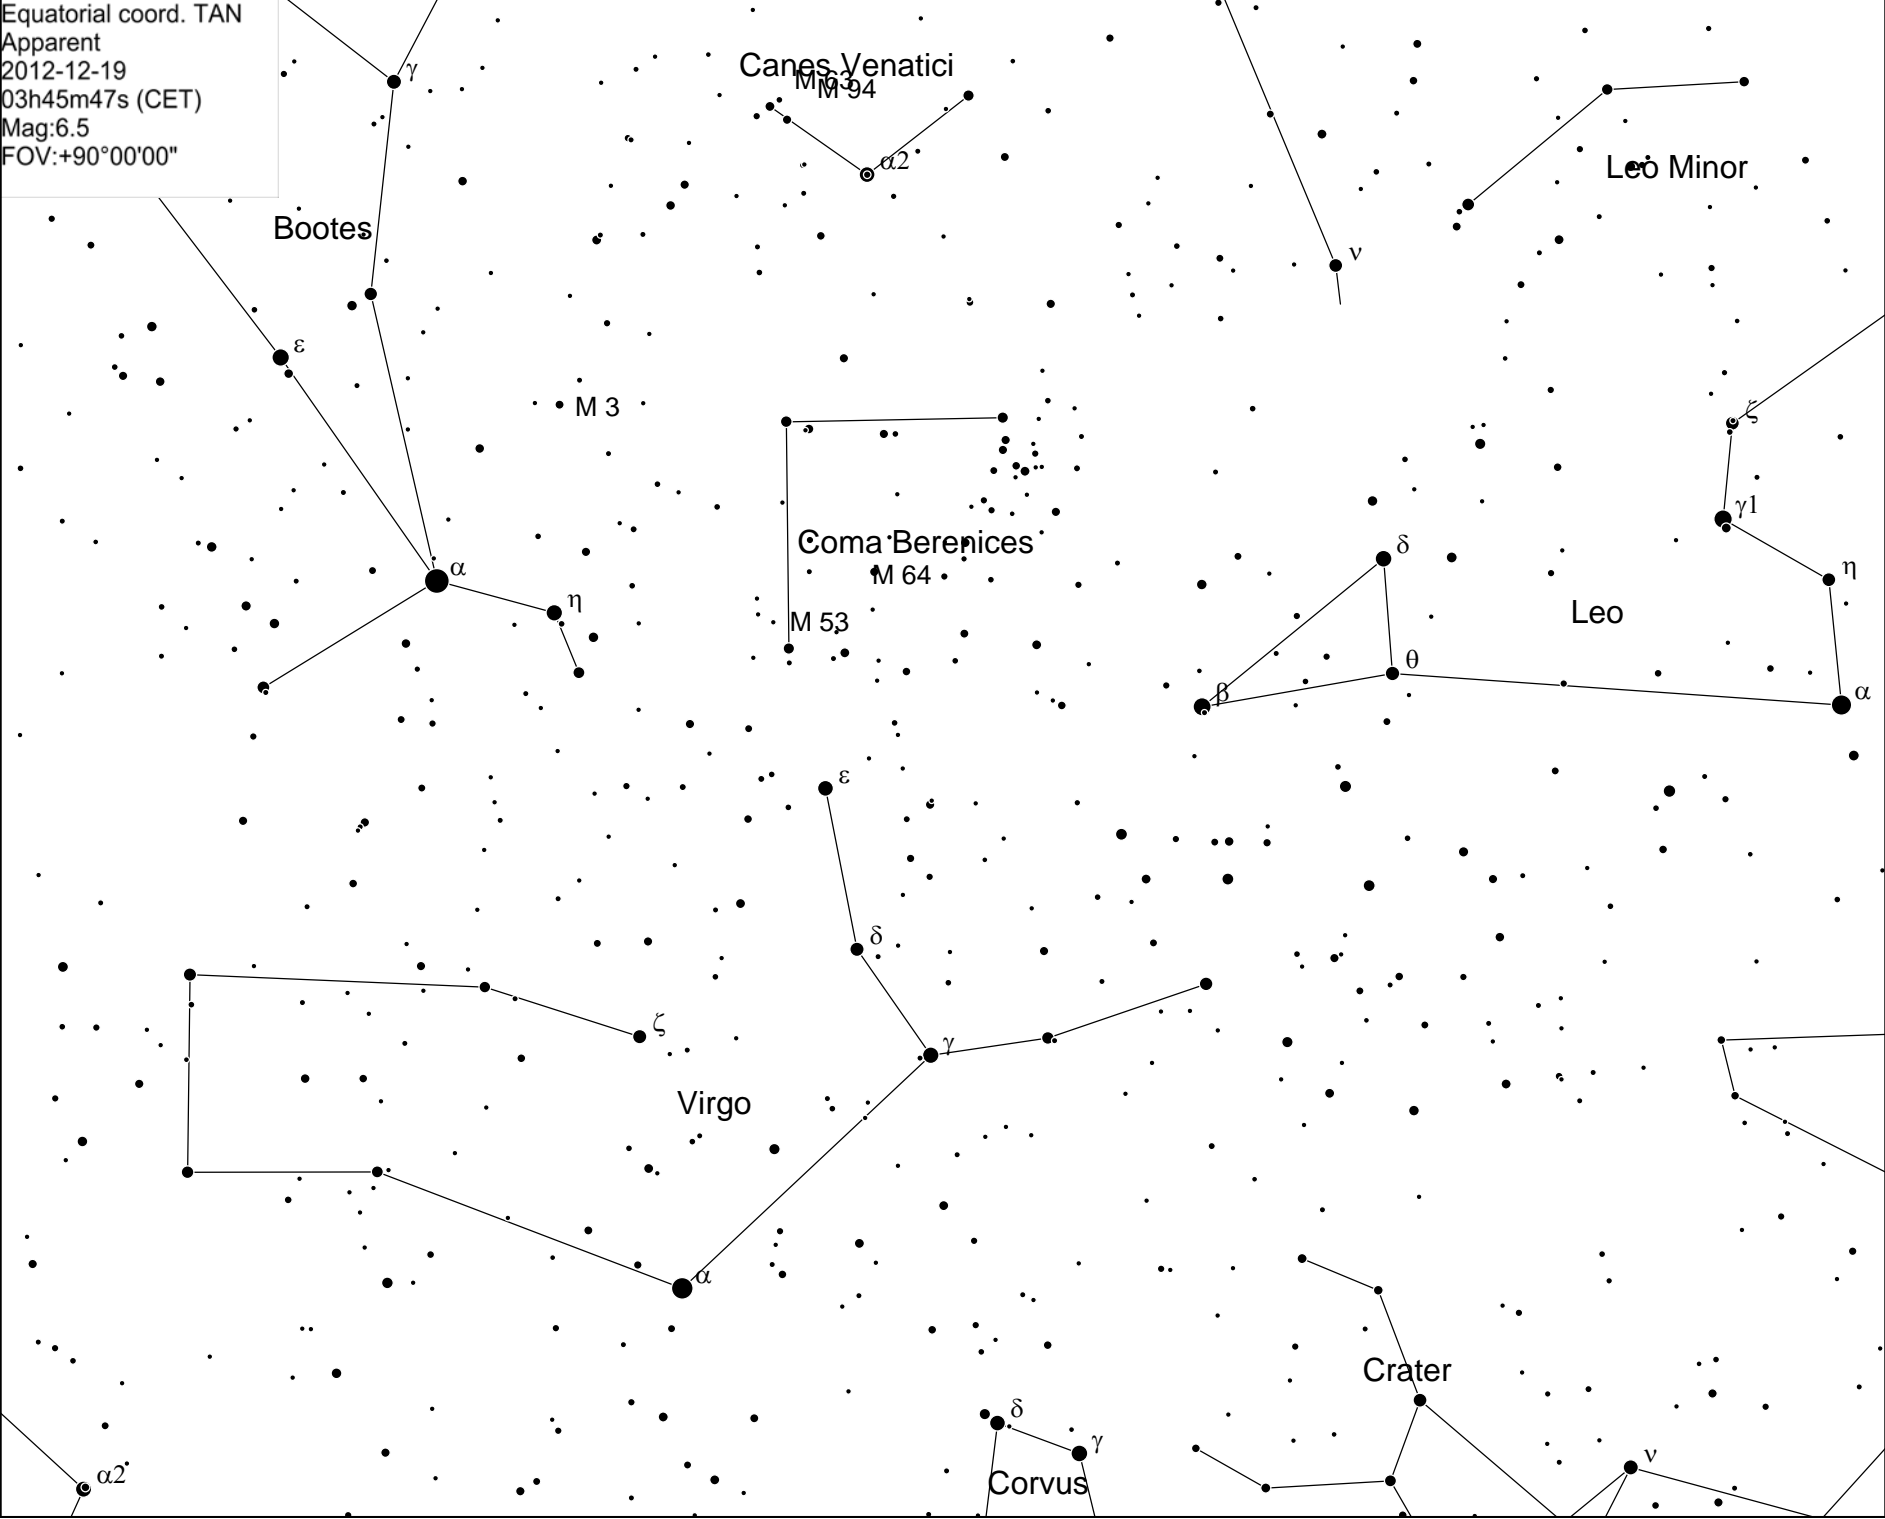 Equatorial coord. TAN
Apparent
2012-12-19
03h45m47s (CET)
Mag:6.5
FOV:+90°00'00"
γ
Canes Venatici
M 63
M 94
α2
Leo Minor
Bootes
ν
ε
M 3
ζ
γ1
Coma Berenices
δ
α
M 64
η
η
Leo
M 53
θ
β
α
ε
δ
ζ
γ
Virgo
α
Crater
δ
γ
ν
α2
Corvus